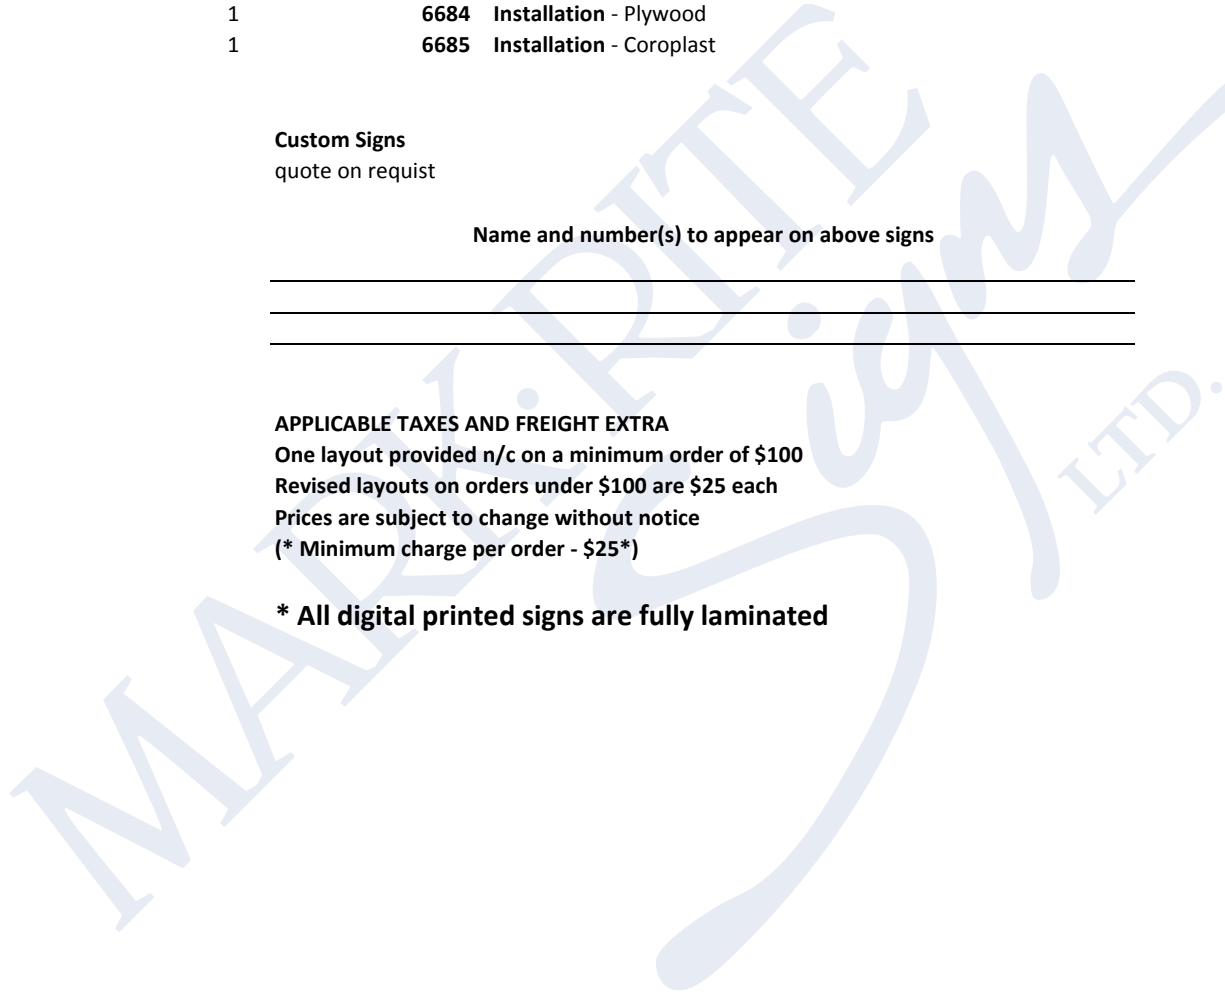 1 6684 Installation - Plywood
1 6685 Installation - Coroplast
Custom Signs
quote on requist
Name and number(s) to appear on above signs
APPLICABLE TAXES AND FREIGHT EXTRA
One layout provided n/c on a minimum order of $100
Revised layouts on orders under $100 are $25 each
Prices are subject to change without notice
(* Minimum charge per order - $25*)
* All digital printed signs are fully laminated
MARK·RITE
Signs
LTD.